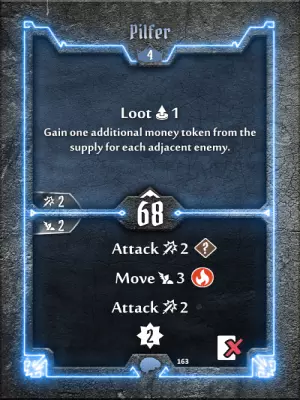 Pilfer
4
Loot 1
Gain one additional money token from the
supply for each adjacent enemy.
2
68
2
Attack 2 ?
Move 3
Attack 2
2
163